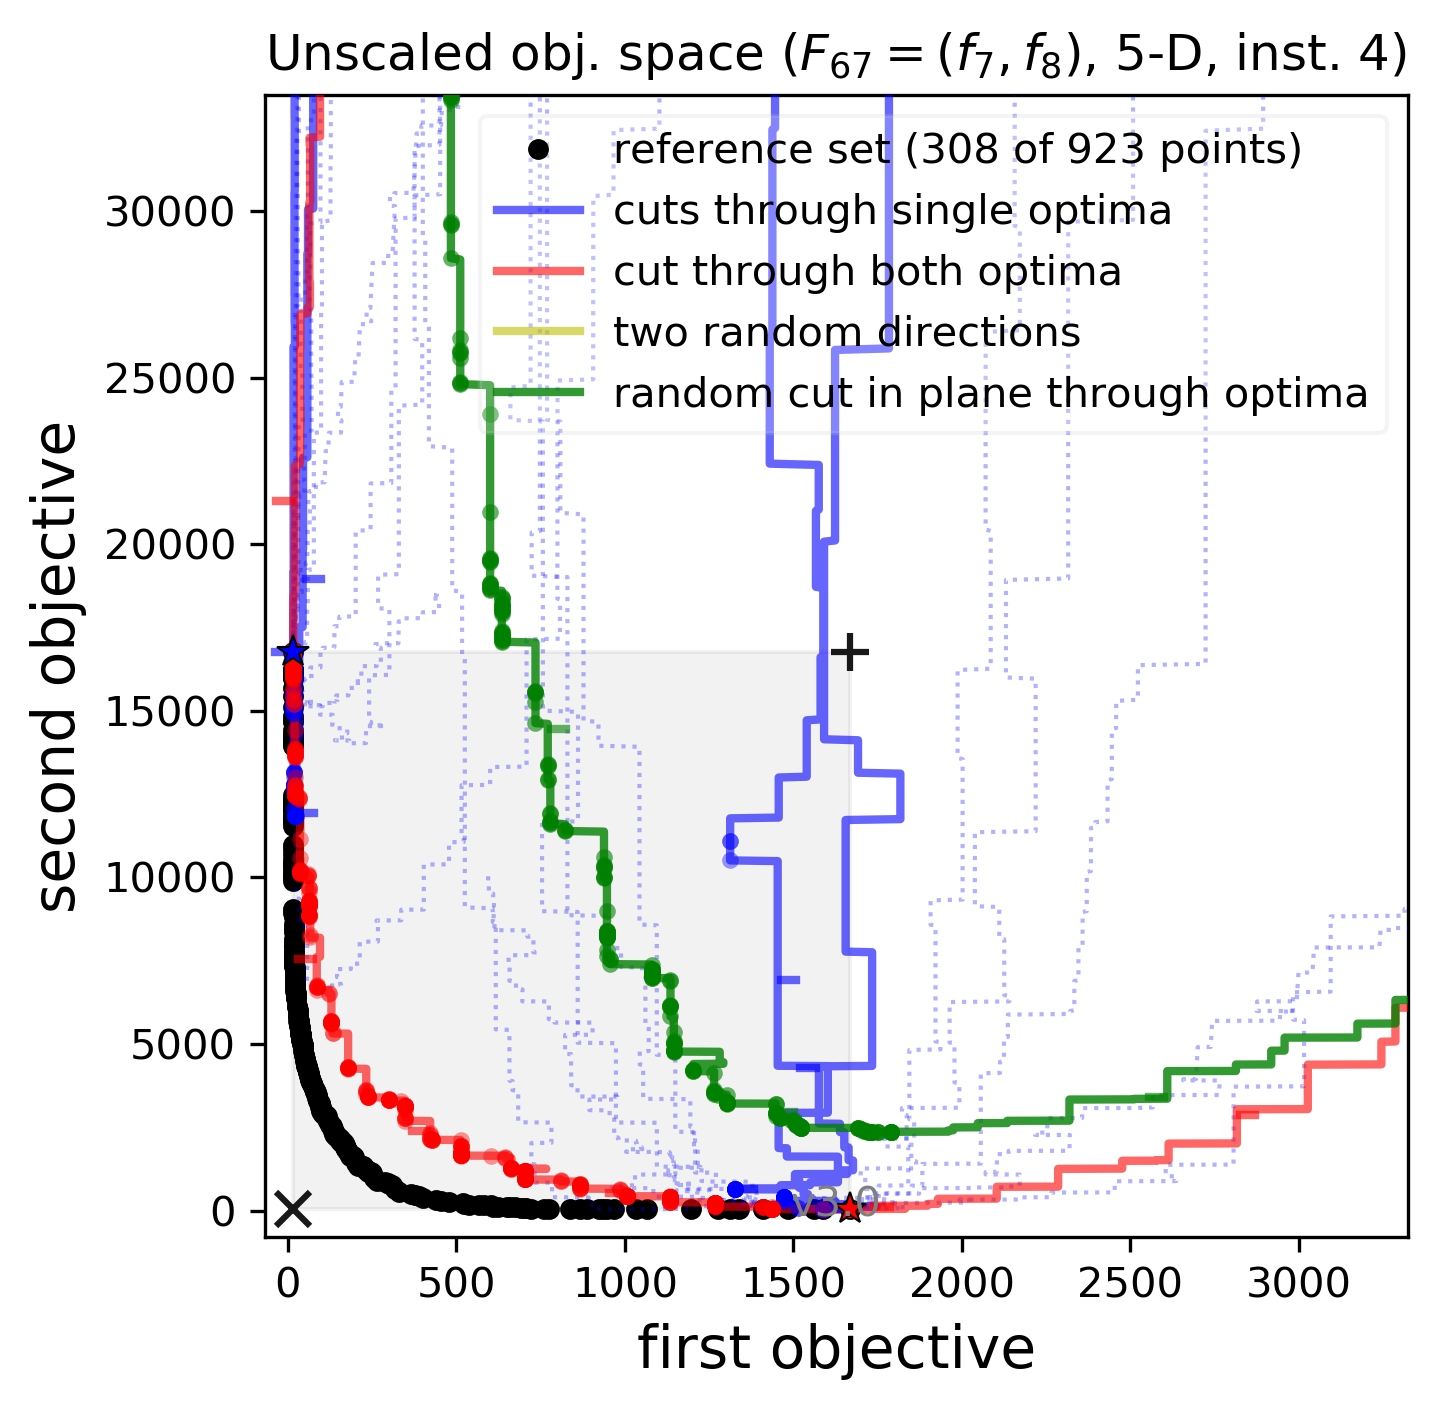 Unscaled obj. space (F67 = (f7, f8), 5-D, inst. 4)
reference set (308 of 923 points)
cuts through single optima
cut through both optima
two random directions
random cut in plane through optima
second objective
30000
25000
20000
15000
10000
5000
0
v3.0
0 500 1000 1500 2000 2500 3000
first objective